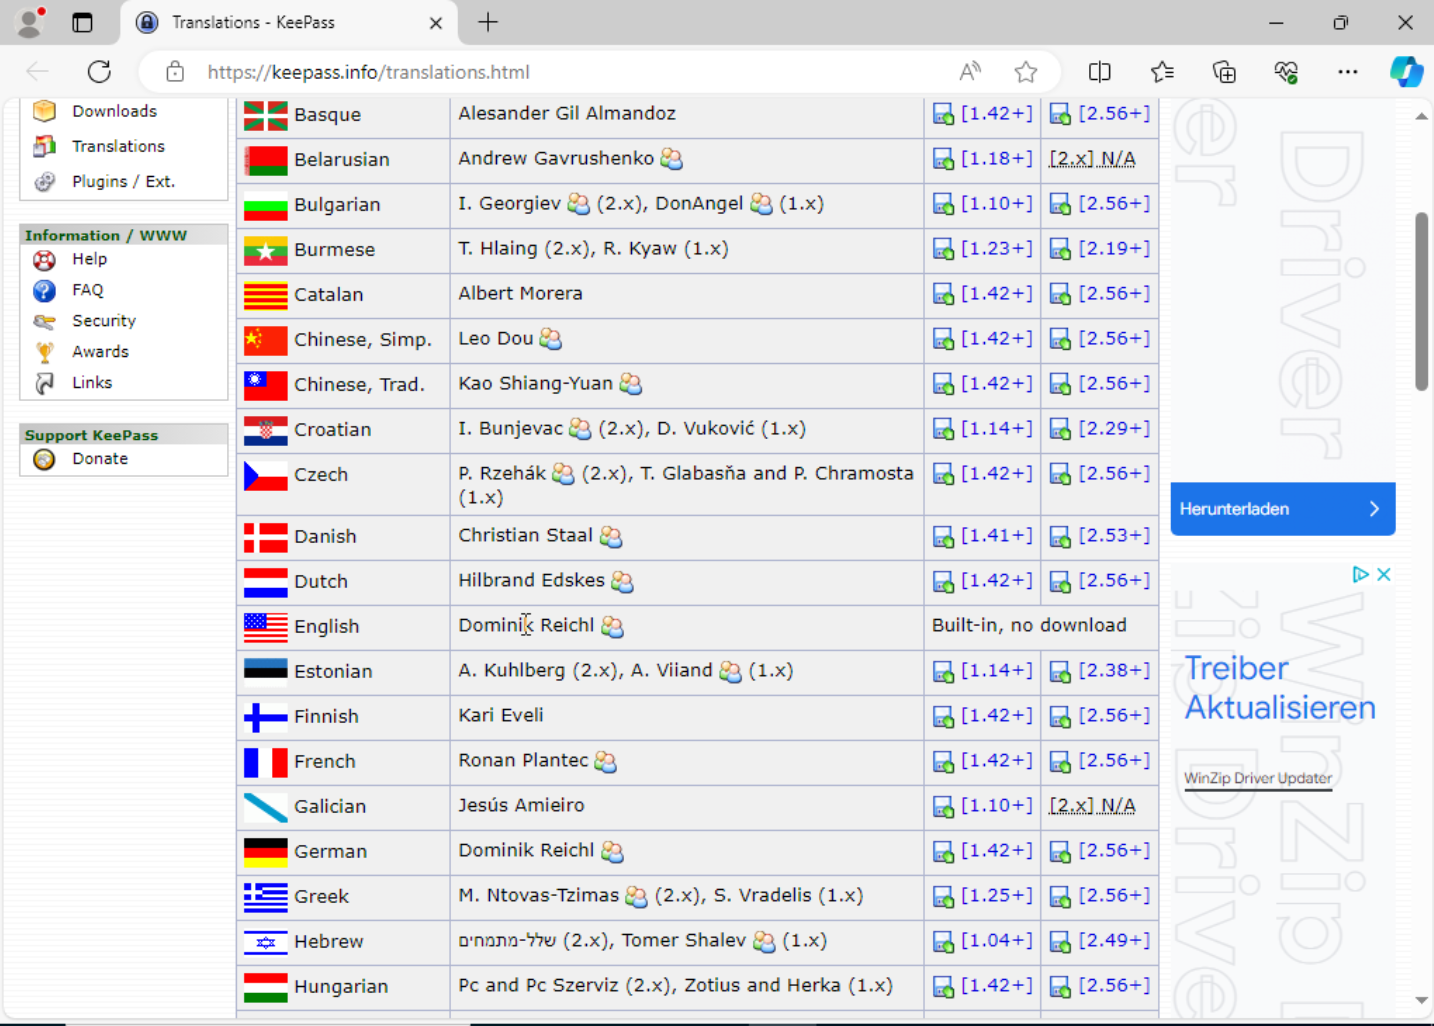 Translations - KeePass
https://keepass.info/translations.html
Downloads
Translations
Plugins / Ext.
Information / WWW
Help
FAQ
Security
Awards
Links
Support KeePass
Donate
Basque Alesander Gil Almandoz [1.42+] [2.56+]
Belarusian Andrew Gavrushenko [1.18+] [2.x] N/A
Bulgarian I. Georgiev (2.x), DonAngel (1.x) [1.10+] [2.56+]
Burmese T. Hlaing (2.x), R. Kyaw (1.x) [1.23+] [2.19+]
Catalan Albert Morera [1.42+] [2.56+]
Chinese, Simp. Leo Dou [1.42+] [2.56+]
Chinese, Trad. Kao Shiang-Yuan [1.42+] [2.56+]
Croatian I. Bunjevac (2.x), D. Vuković (1.x) [1.14+] [2.29+]
Czech P. Rzehák (2.x), T. Glabasňa and P. Chramosta [1.42+] [2.56+]
(1.x)
Danish Christian Staal [1.41+] [2.53+]
Dutch Hilbrand Edskes [1.42+] [2.56+]
English Dominik Reichl Built-in, no download
Estonian A. Kuhlberg (2.x), A. Viiand (1.x) [1.14+] [2.38+]
Finnish Kari Eveli [1.42+] [2.56+]
French Ronan Plantec [1.42+] [2.56+]
Galician Jesús Amieiro [1.10+] [2.x] N/A
German Dominik Reichl [1.42+] [2.56+]
Greek M. Ntovas-Tzimas (2.x), S. Vradelis (1.x) [1.25+] [2.56+]
Hebrew שלל-מתמחים (2.x), Tomer Shalev (1.x) [1.04+] [2.49+]
Hungarian Pc and Pc Szerviz (2.x), Zotius and Herka (1.x) [1.42+] [2.56+]
er
Driver
Herunterladen
Treiber
Aktualisieren
WinZip Driver Updater
WinZip
Drive